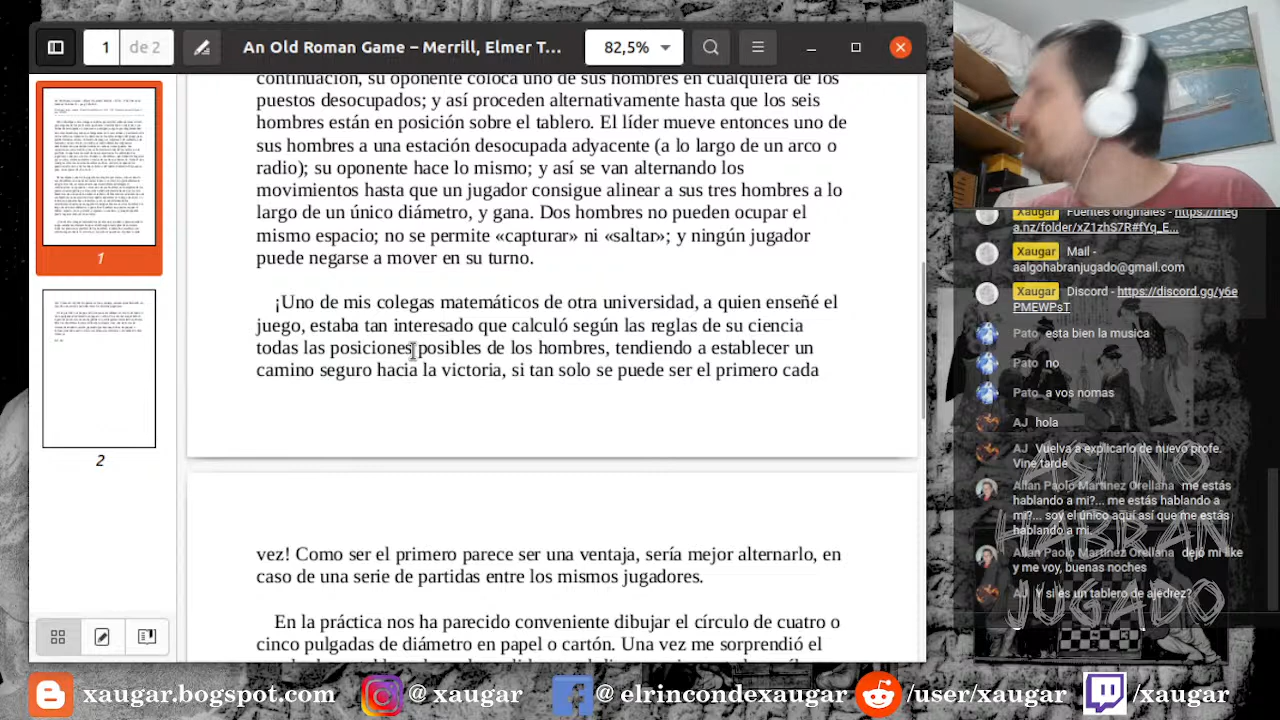 1
de 2
An Old Roman Game – Merrill, Elmer T...
82,5%
continuación, su oponente coloca uno de sus hombres en cualquiera de los
puestos desocupados; y así proceden alternativamente hasta que los seis
hombres están en posición sobre el tablero. El líder mueve entonces uno de
sus hombres a una estación desocupada adyacente (a lo largo de un arco o
radio); su oponente hace lo mismo; y así se van alternando los
movimientos hasta que un jugador consigue alinear a sus tres hombres a lo
largo de un único diámetro, y gana. Dos hombres no pueden ocupar el
mismo espacio; no se permite «capturar» ni «saltar»; y ningún jugador
puede negarse a mover en su turno.
¡Uno de mis colegas matemáticos de otra universidad, a quien enseñé el
juego, estaba tan interesado que calculó según las reglas de su ciencia
todas las posiciones posibles de los hombres, tendiendo a establecer un
camino seguro hacia la victoria, si tan solo se puede ser el primero cada
vez! Como ser el primero parece ser una ventaja, sería mejor alternarlo, en
caso de una serie de partidas entre los mismos jugadores.
En la práctica nos ha parecido conveniente dibujar el círculo de cuatro o
cinco pulgadas de diámetro en papel o cartón. Una vez me sorprendió el
1
2
Xaugar Fuentes originales - https://meg
a.nz/folder/xZ1zhS7R#fYq_E...
Xaugar Mail -
aalgohabranjugado@gmail.com
Xaugar Discord - https://discord.gg/y6e
PMEWPsT
Pato esta bien la musica
Pato no
Pato a vos nomas
AJ hola
AJ Vuelva a explicarlo de nuevo profe.
Vine tarde
Allan Paolo Martinez Orellana me estás
hablando a mi?... me estás hablando a
mi?... soy el único aquí así que me estás
hablando a mi.
Allan Paolo Martinez Orellana dejó mi like
y me voy, buenas noches
AJ Y si es un tablero de ajedrez?
ASI NO
HABRAN
JUGADO
xaugar.bogspot.com
@ xaugar
@ elrincondexaugar
/user/xaugar
/xaugar